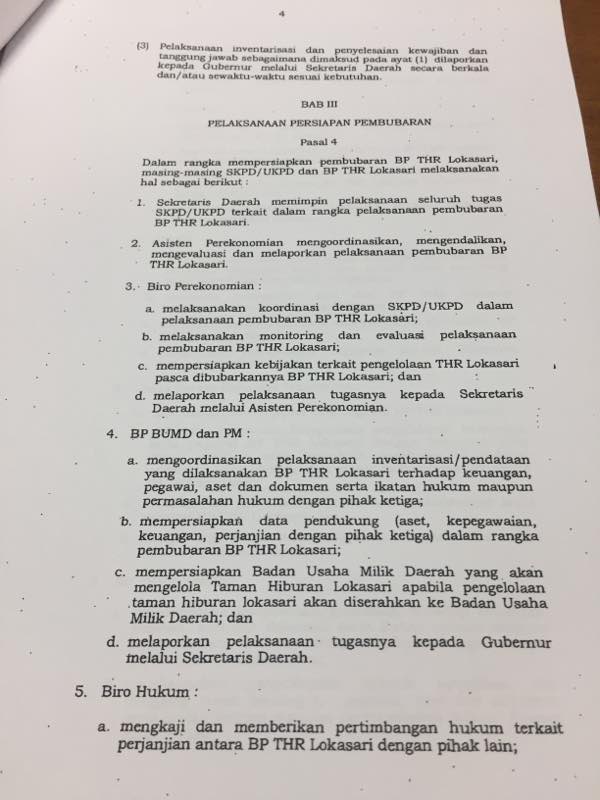 4
(3) Pelaksanaan inventarisasi dan penyelesaian kewajiban dan
tanggung jawab sebagaimana dimaksud pada ayat (1) dilaporkan
kepada Gubernur melalui Sekretaris Daerah secara berkala
dan/atau sewaktu-waktu sesuai kebutuhan.
BAB III
PELAKSANAAN PERSIAPAN PEMBUBARAN
Pasal 4
Dalam rangka mempersiapkan pembubaran BP THR Lokasari,
masing-masing SKPD/UKPD dan BP THR Lokasari melaksanakan
hal sebagai berikut :
1. Sekretaris Daerah memimpin pelaksanaan seluruh tugas
SKPD/UKPD terkait dalam rangka pelaksanaan pembubaran
BP THR Lokasari.
2. Asisten Perekonomian mengoordinasikan, mengendalikan,
mengevaluasi dan melaporkan pelaksanaan pembubaran BP
THR Lokasari.
3. Biro Perekonomian :
a. melaksanakan koordinasi dengan SKPD/UKPD dalam
pelaksanaan pembubaran BP THR Lokasari;
b. melaksanakan monitoring dan evaluasi pelaksanaan
pembubaran BP THR Lokasari;
c. mempersiapkan kebijakan terkait pengelolaan THR Lokasari
pasca dibubarkannya BP THR Lokasari; dan
d. melaporkan pelaksanaan tugasnya kepada Sekretaris
Daerah melalui Asisten Perekonomian.
4. BP BUMD dan PM :
a. mengoordinasikan pelaksanaan inventarisasi/pendataan
yang dilaksanakan BP THR Lokasari terhadap keuangan,
pegawai, aset dan dokumen serta ikatan hukum maupun
permasalahan hukum dengan pihak ketiga;
b. mempersiapkan data pendukung (aset, kepegawaian,
keuangan, perjanjian dengan pihak ketiga) dalam rangka
pembubaran BP THR Lokasari;
c. mempersiapkan Badan Usaha Milik Daerah yang akan
mengelola Taman Hiburan Lokasari apabila pengelolaan
taman hiburan lokasari akan diserahkan ke Badan Usaha
Milik Daerah; dan
d. melaporkan pelaksanaan tugasnya kepada Gubernur
melalui Sekretaris Daerah.
5. Biro Hukum :
a. mengkaji dan memberikan pertimbangan hukum terkait
perjanjian antara BP THR Lokasari dengan pihak lain;